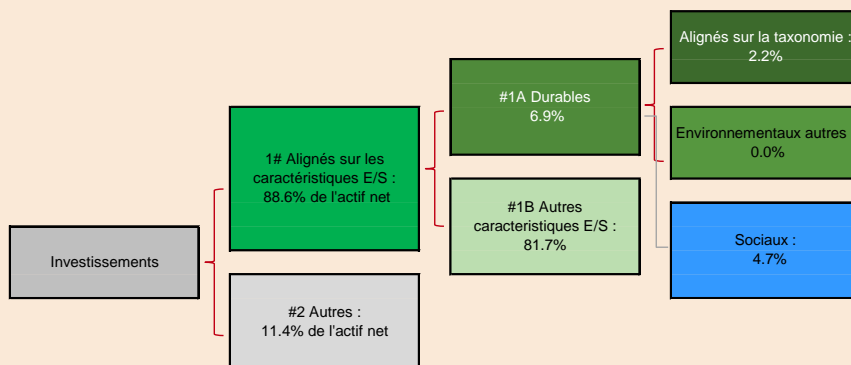 Investissements
1# Alignés sur les
caractéristiques E/S :
88.6% de l'actif net
#2 Autres :
11.4% de l'actif net
#1A Durables
6.9%
#1B Autres
caracteristiques E/S :
81.7%
Alignés sur la taxonomie :
2.2%
Environnementaux autres
0.0%
Sociaux :
4.7%